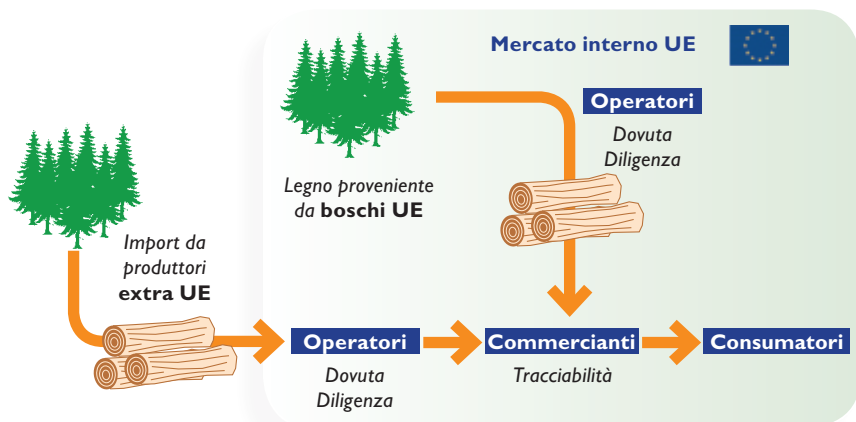 Mercato interno UE
Operatori
Dovuta
Diligenza
Legno proveniente
da boschi UE
Import da
produttori
extra UE
Operatori
Dovuta
Diligenza
Commercianti
Tracciabilità
Consumatori